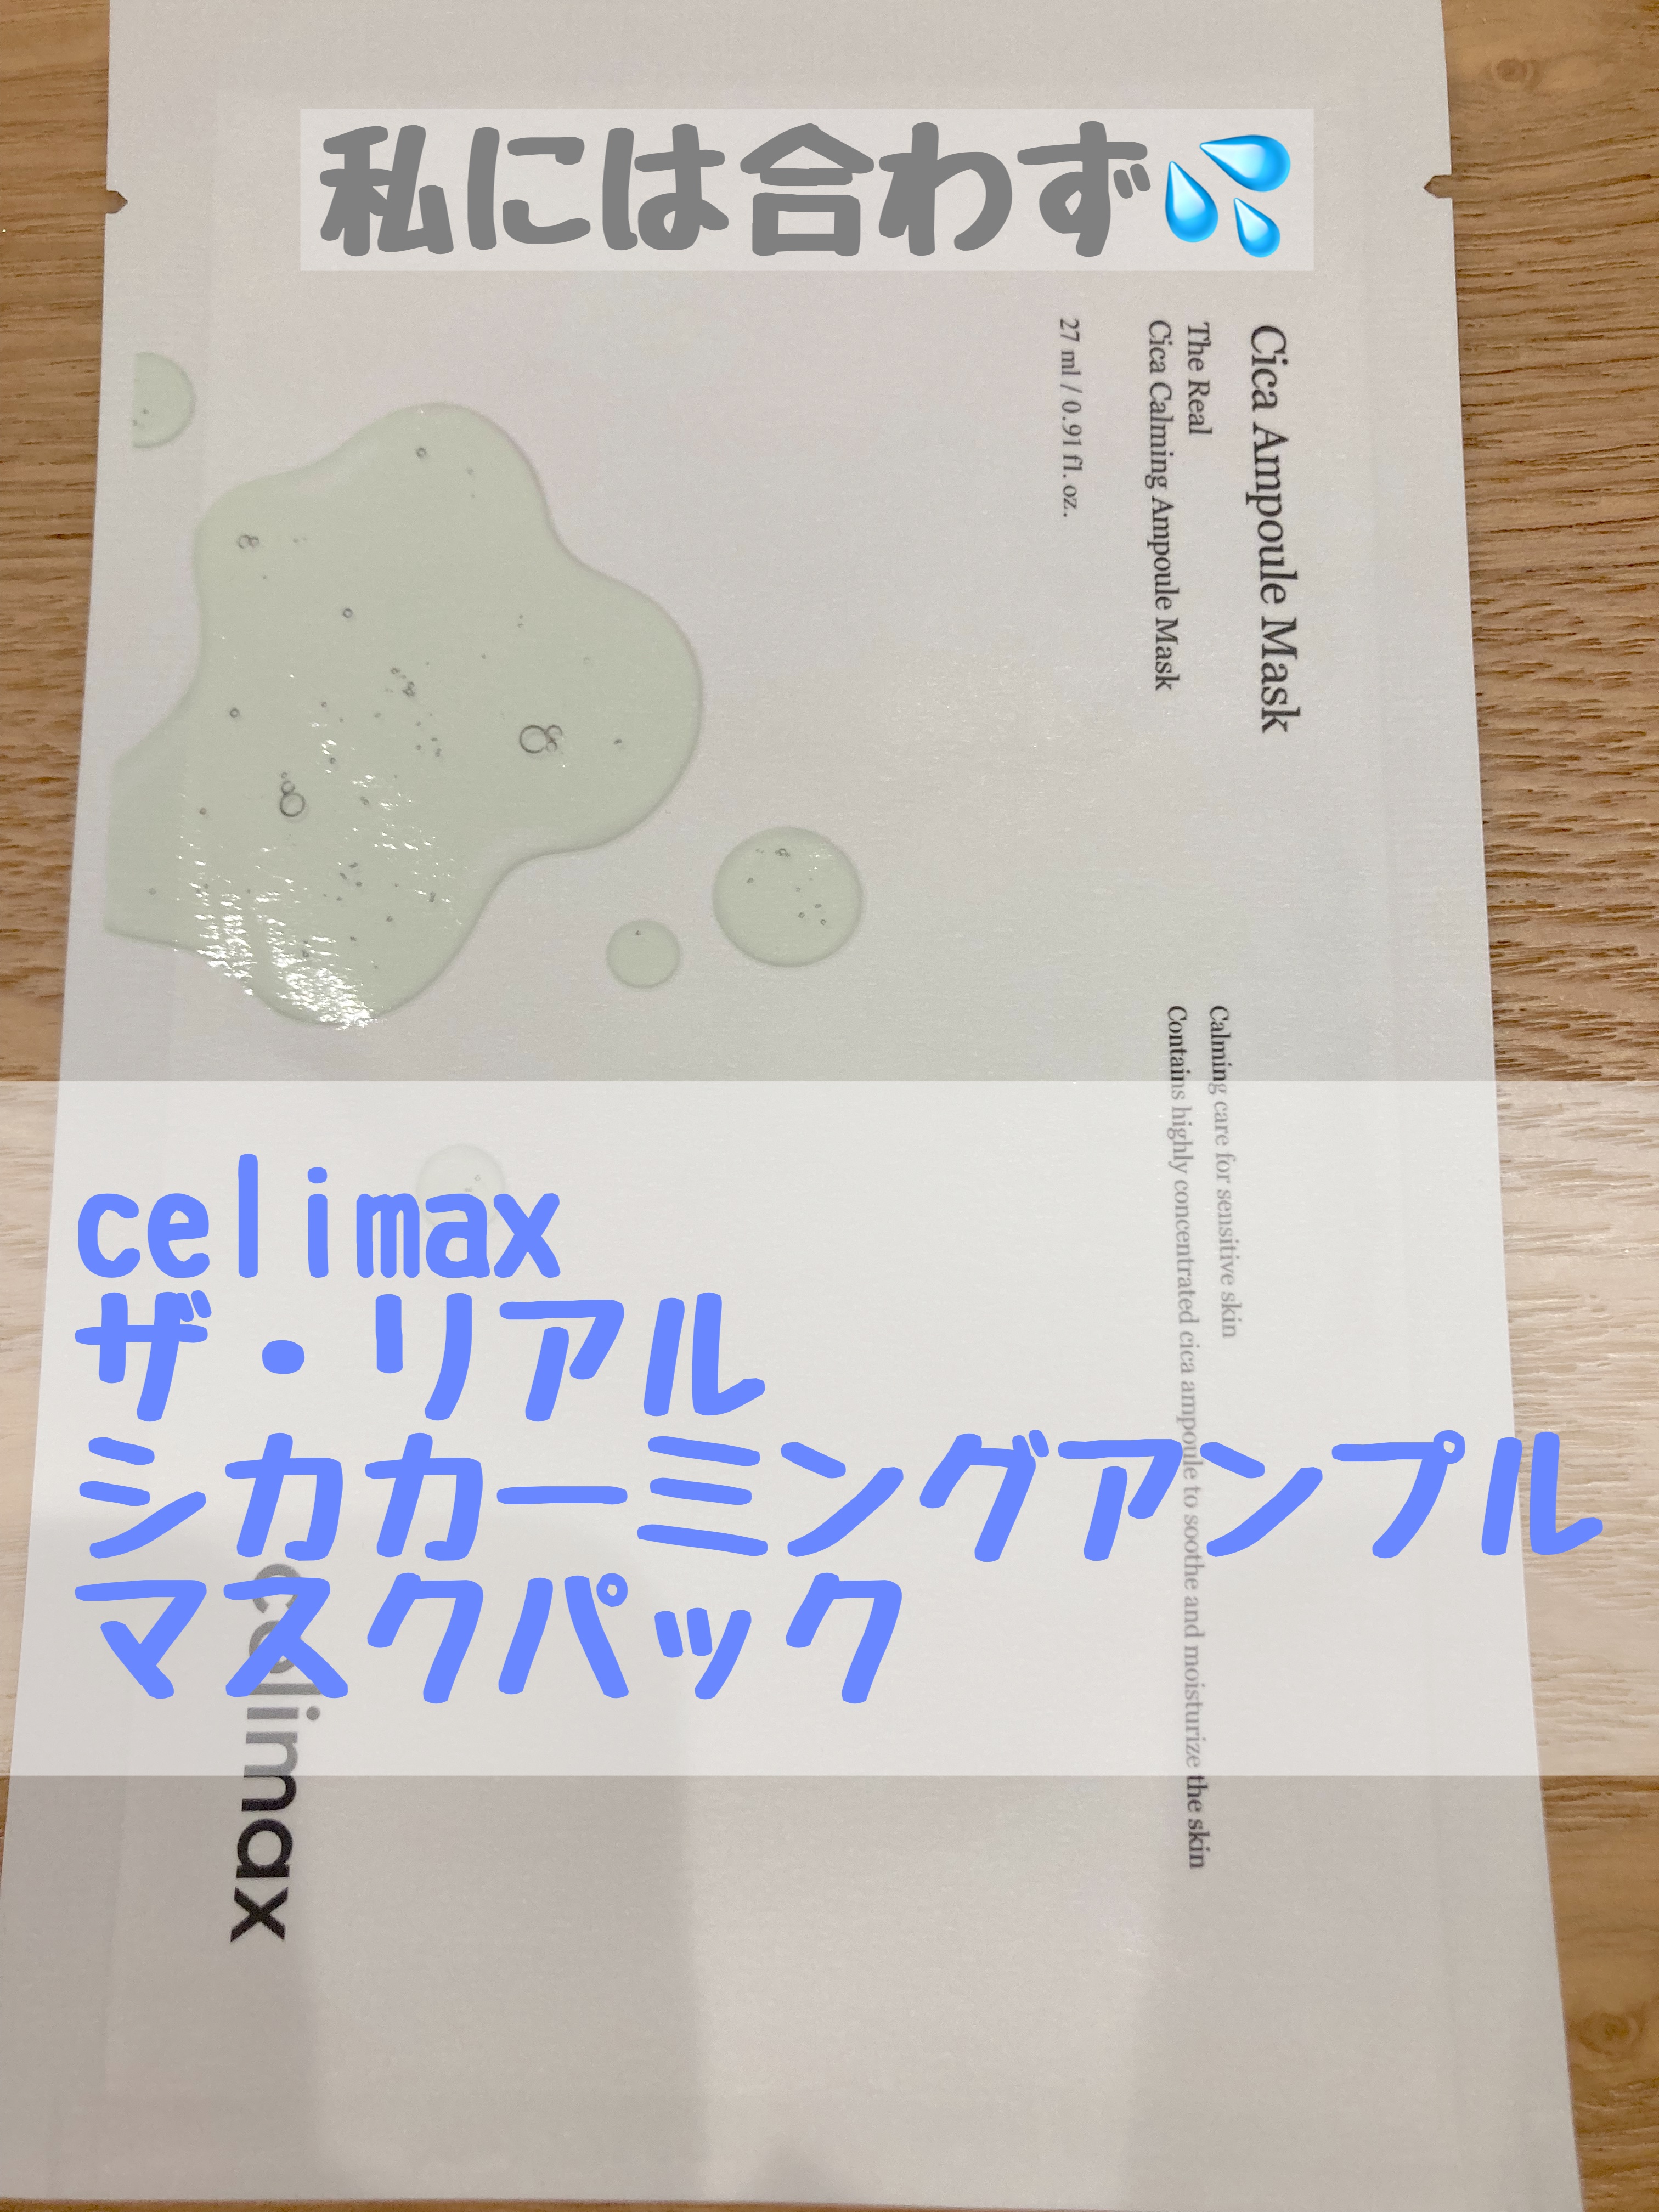 私には合わず💦
Cica Ampoule Mask
The Real
Cica Calming Ampoule Mask
27 ml / 0.91 fl. oz.
Calming care for sensitive skin
Contains highly concentrated cica ampoule to soothe and moisturize the skin
celimax
ザ・リアル
シカカーミングアンプル
マスクパック
celimax